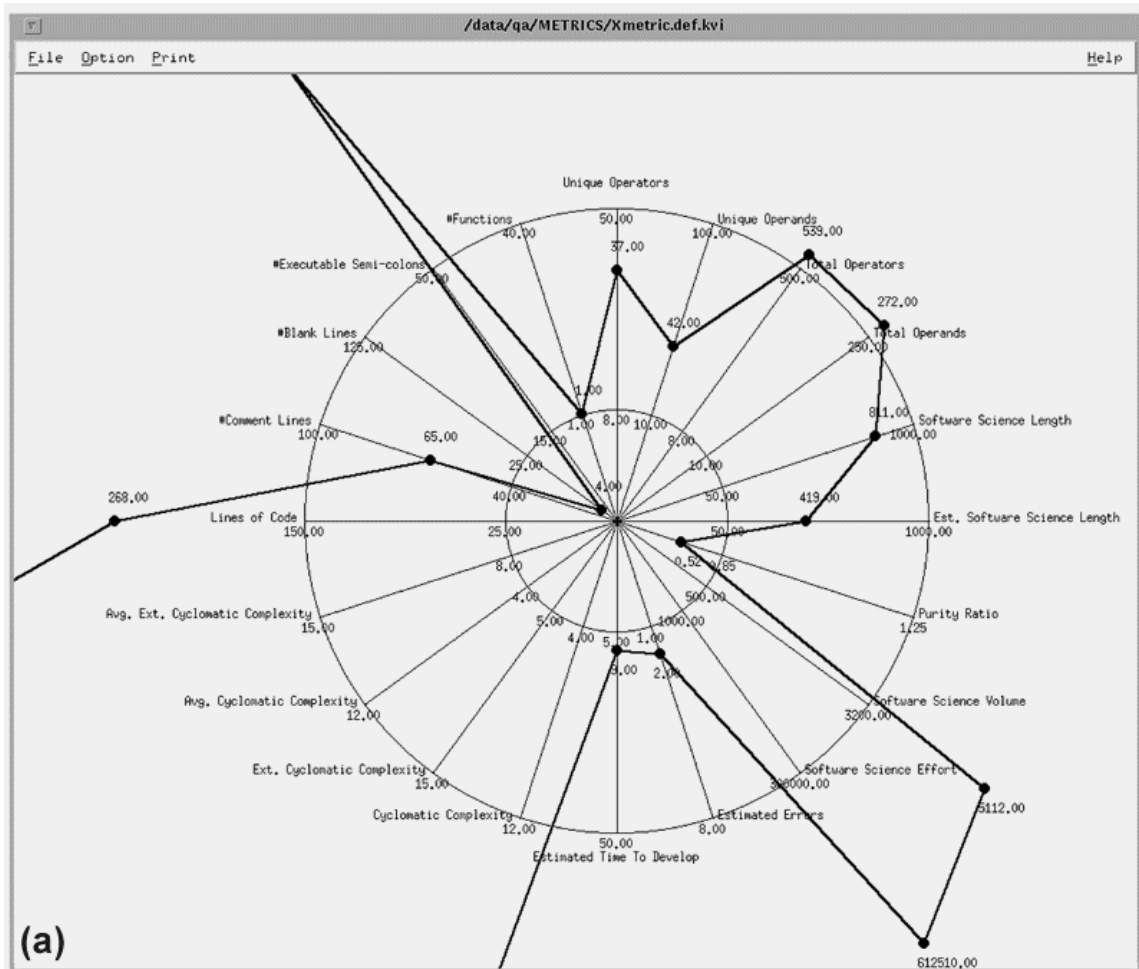 /data/qa/METRICS/Xmetric.def.kvi
File Option Print Help
Unique Operators
#Functions 50.00 Unique Operands
40.00 37.00 100.00 539.00
#Executable Semi-colons Total Operators
50.00 500.00
272.00
#Blank Lines 42.00 Total Operands
125.00 250.00
1.00 811.00
#Comment Lines 65.00 1.00 8.00 10.00 Software Science Length
100.00 15.00 8.00 1000.00
25.00 10.00
268.00 40.00 4.00 50.00 419.00
Lines of Code Est. Software Science Length
150.00 25.00 50.00 1000.00
8.00 0.52 0.85
4.00 500.00
Avg. Ext. Cyclomatic Complexity 5.00 1000.00 Purity Ratio
15.00 4.00 5.00 1.00 1.25
9.00 2.00
Avg. Cyclomatic Complexity Software Science Volume
12.00 3200.00
Ext. Cyclomatic Complexity Software Science Effort
15.00
Cyclomatic Complexity Estimated Errors 5112.00
12.00 8.00
50.00
Estimated Time To Develop
(a)
612510.00